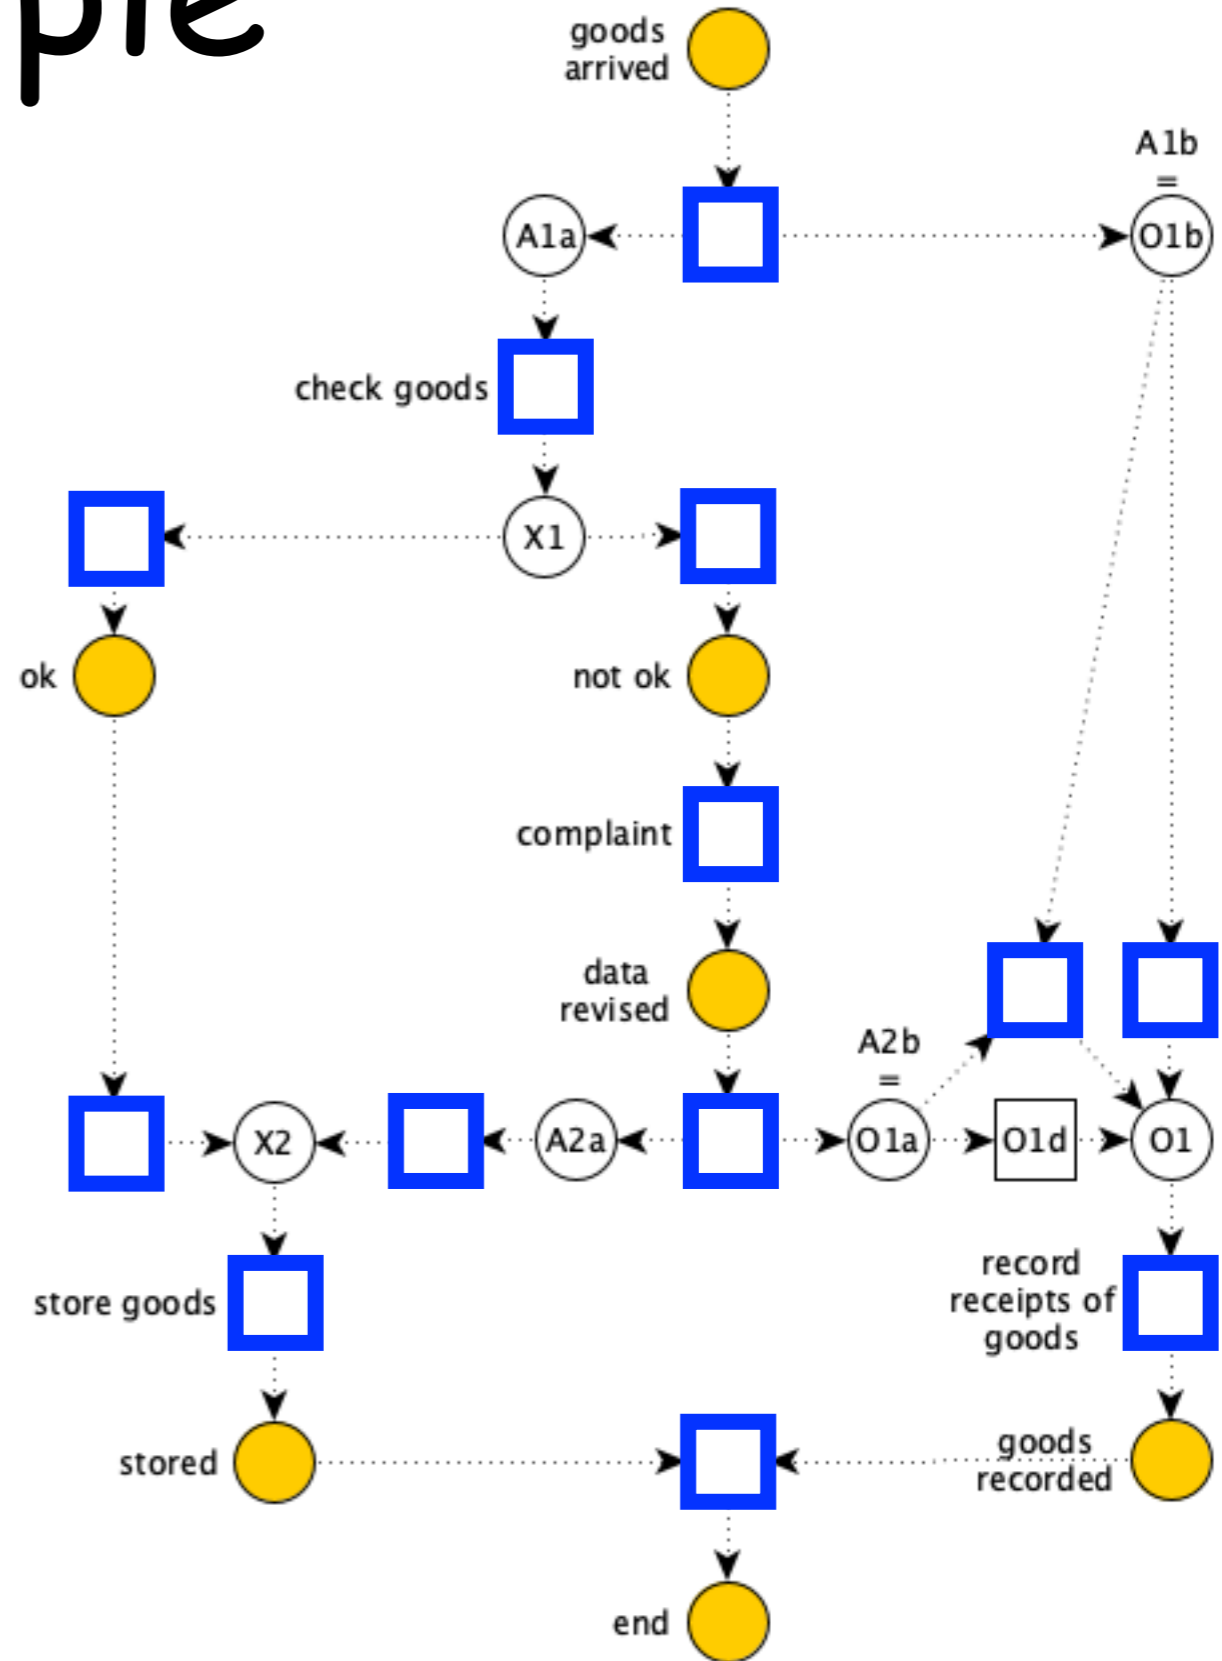 ple
goods
arrived
A1b
=
A1a
O1b
check goods
X1
ok
not ok
complaint
data
revised
A2b
=
X2
A2a
O1a
O1d
O1
store goods
record
receipts of
goods
stored
goods
recorded
end